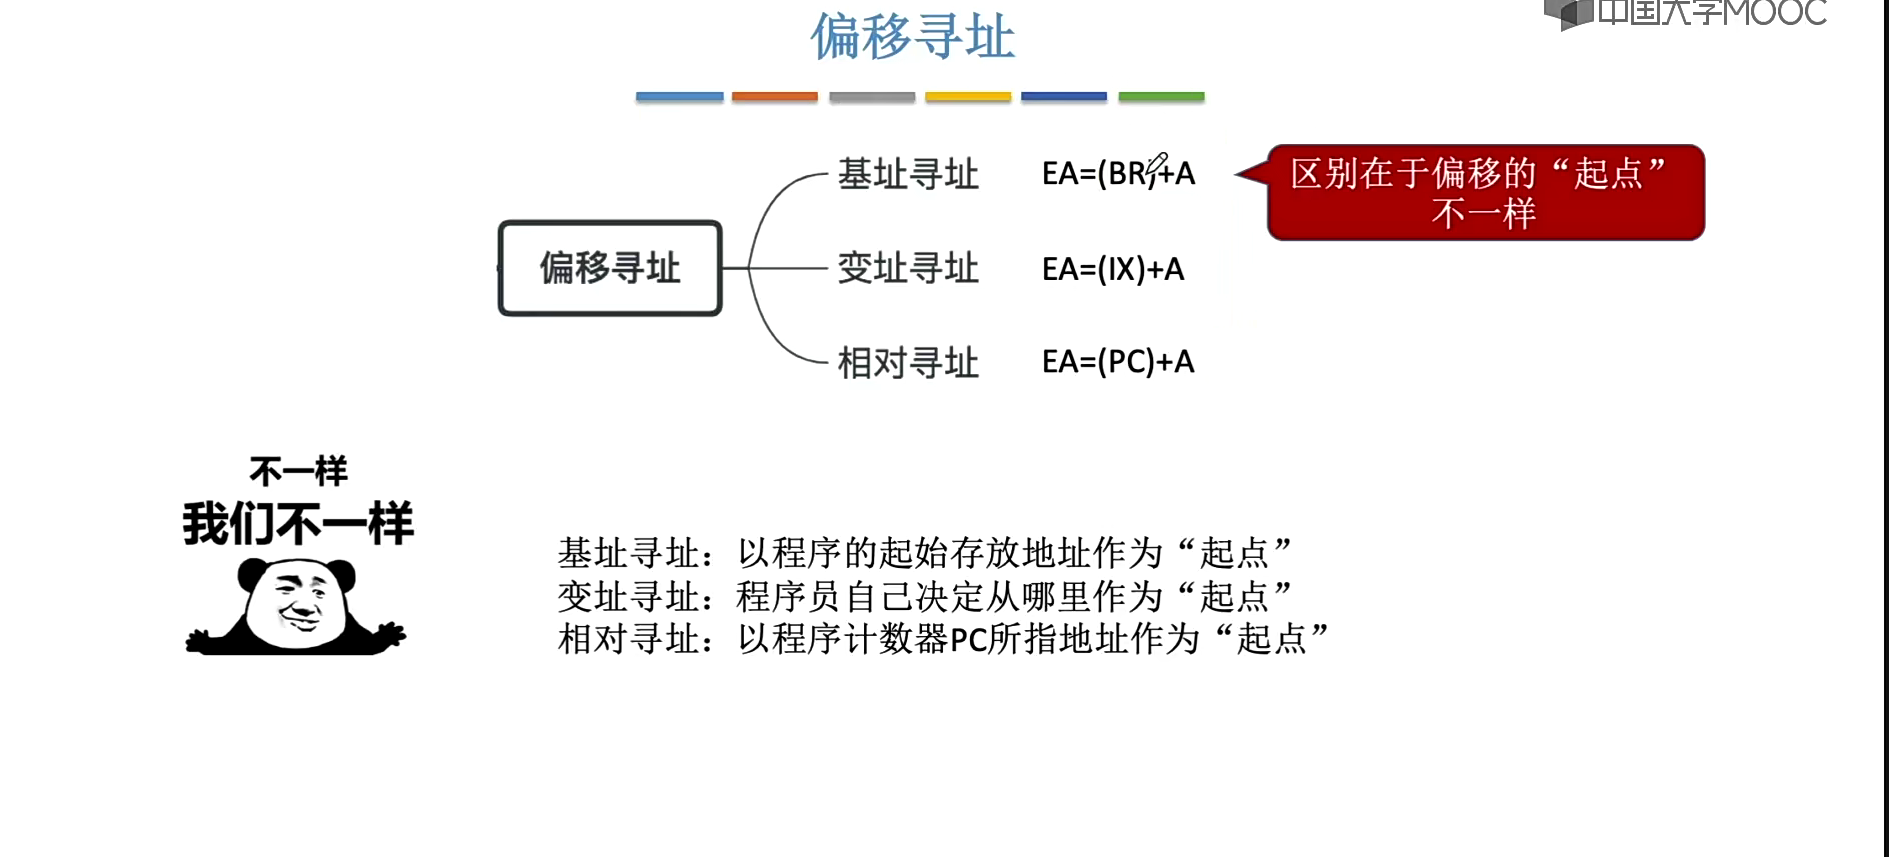 中国大学MOOC
偏移寻址
基址寻址 EA=(BR)+A
区别在于偏移的“起点”
不一样
偏移寻址
变址寻址 EA=(IX)+A
相对寻址 EA=(PC)+A
不一样
我们不一样
基址寻址：以程序的起始存放地址作为“起点”
变址寻址：程序员自己决定从哪里作为“起点”
相对寻址：以程序计数器PC所指地址作为“起点”